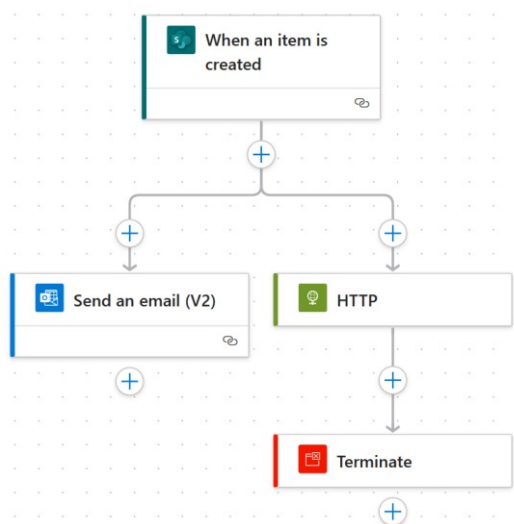 When an item is
created
Send an email (V2)
HTTP
Terminate